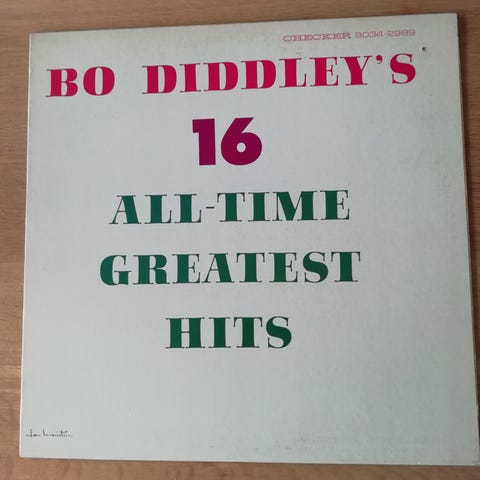 CHECKER 9034-2989
BO DIDDLEY'S
16
ALL-TIME
GREATEST
HITS